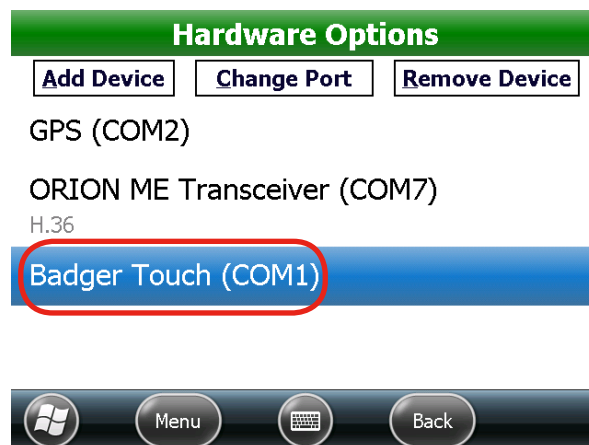 Hardware Options
Add Device Change Port Remove Device
GPS (COM2)
ORION ME Transceiver (COM7)
H.36
Badger Touch (COM1)
Menu Back